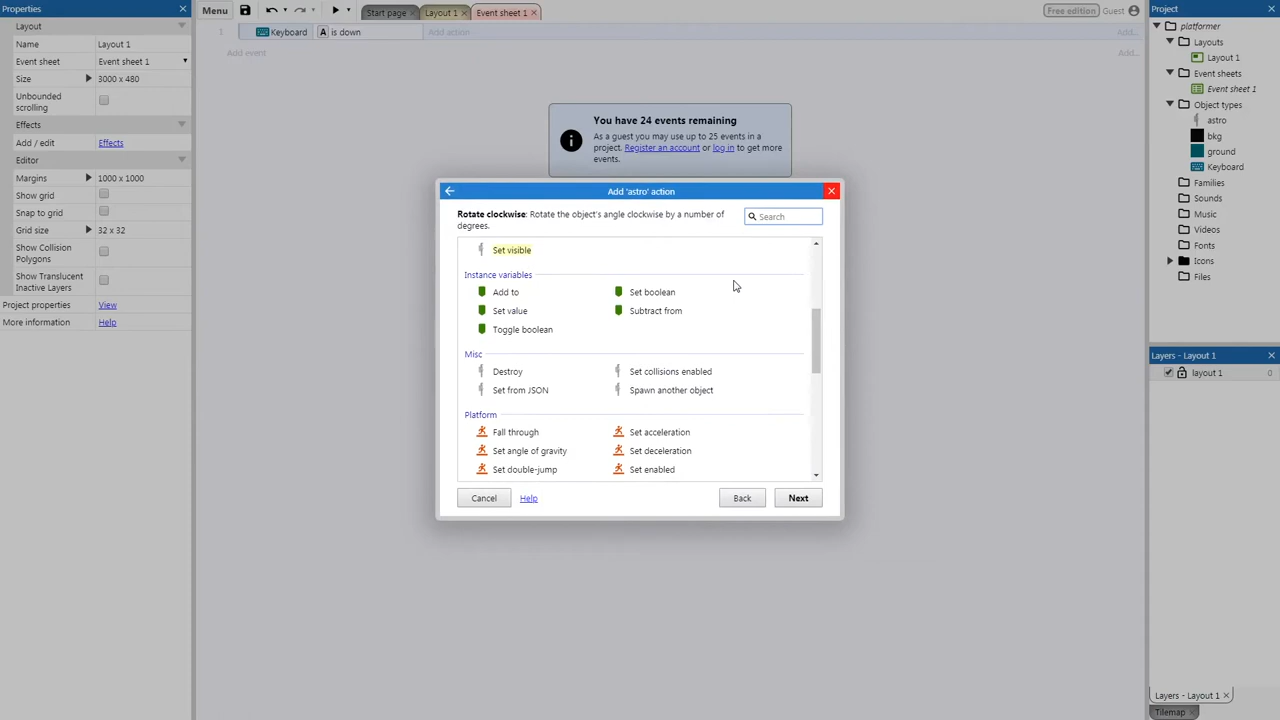 Properties
Layout
Name Layout 1
Event sheet Event sheet 1
Size 3000 x 480
Unbounded
scrolling
Effects
Add / edit Effects
Editor
Margins 1000 x 1000
Show grid
Snap to grid
Grid size 32 x 32
Show Collision
Polygons
Show Translucent
Inactive Layers
Project properties View
More information Help
Menu
Start page
Layout 1
Event sheet 1
Free edition
Guest
1 Keyboard A is down Add action Add...
Add event Add...
You have 24 events remaining
As a guest you may use up to 25 events in a
project. Register an account or log in to get more
events.
Add 'astro' action
Rotate clockwise: Rotate the object's angle clockwise by a number of
degrees.
Search
Set visible
Instance variables
Add to Set boolean
Set value Subtract from
Toggle boolean
Misc
Destroy Set collisions enabled
Set from JSON Spawn another object
Platform
Fall through Set acceleration
Set angle of gravity Set deceleration
Set double-jump Set enabled
Cancel Help Back Next
Project
platformer
Layouts
Layout 1
Event sheets
Event sheet 1
Object types
astro
bkg
ground
Keyboard
Families
Sounds
Music
Videos
Fonts
Icons
Files
Layers - Layout 1
layout 1 0
Layers - Layout 1
Tilemap